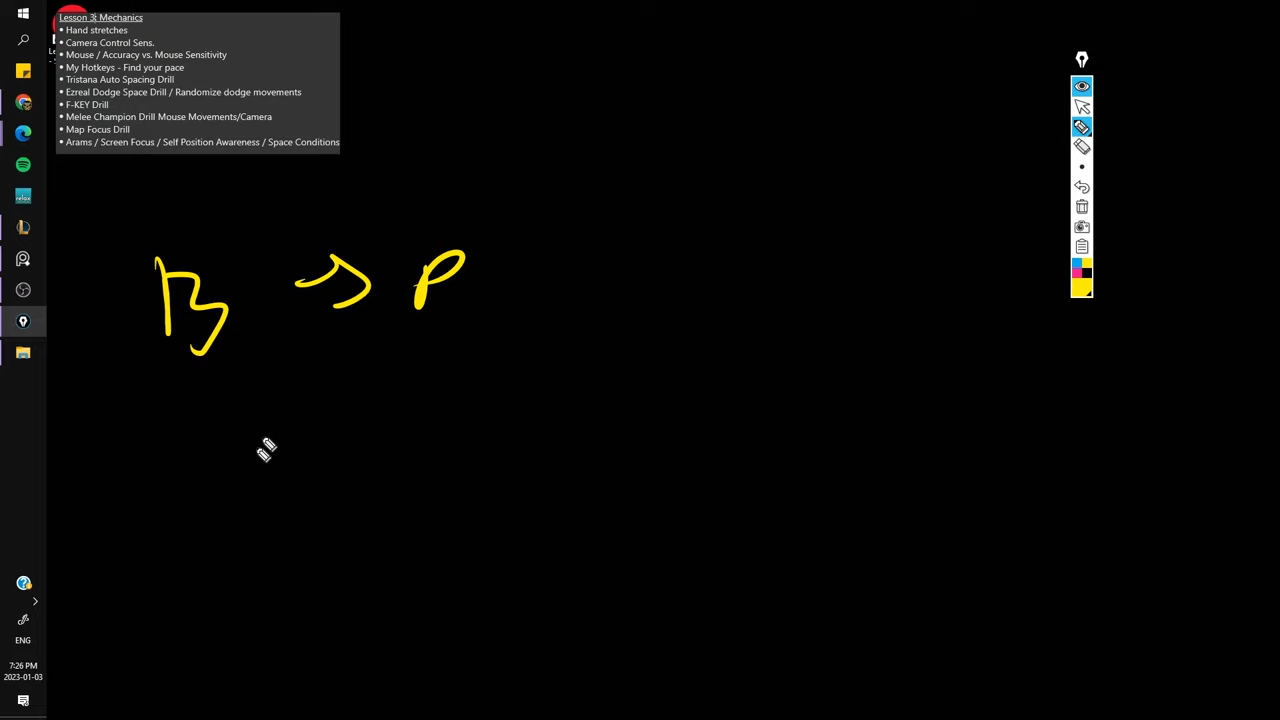 Lesson 3: Mechanics
• Hand stretches
• Camera Control Sens.
• Mouse / Accuracy vs. Mouse Sensitivity
• My Hotkeys - Find your pace
• Tristana Auto Spacing Drill
• Ezreal Dodge Space Drill / Randomize dodge movements
• F-KEY Drill
• Melee Champion Drill Mouse Movements/Camera
• Map Focus Drill
• Arams / Screen Focus / Self Position Awareness / Space Conditions
relax
B → P
ENG
7:26 PM
2023-01-03